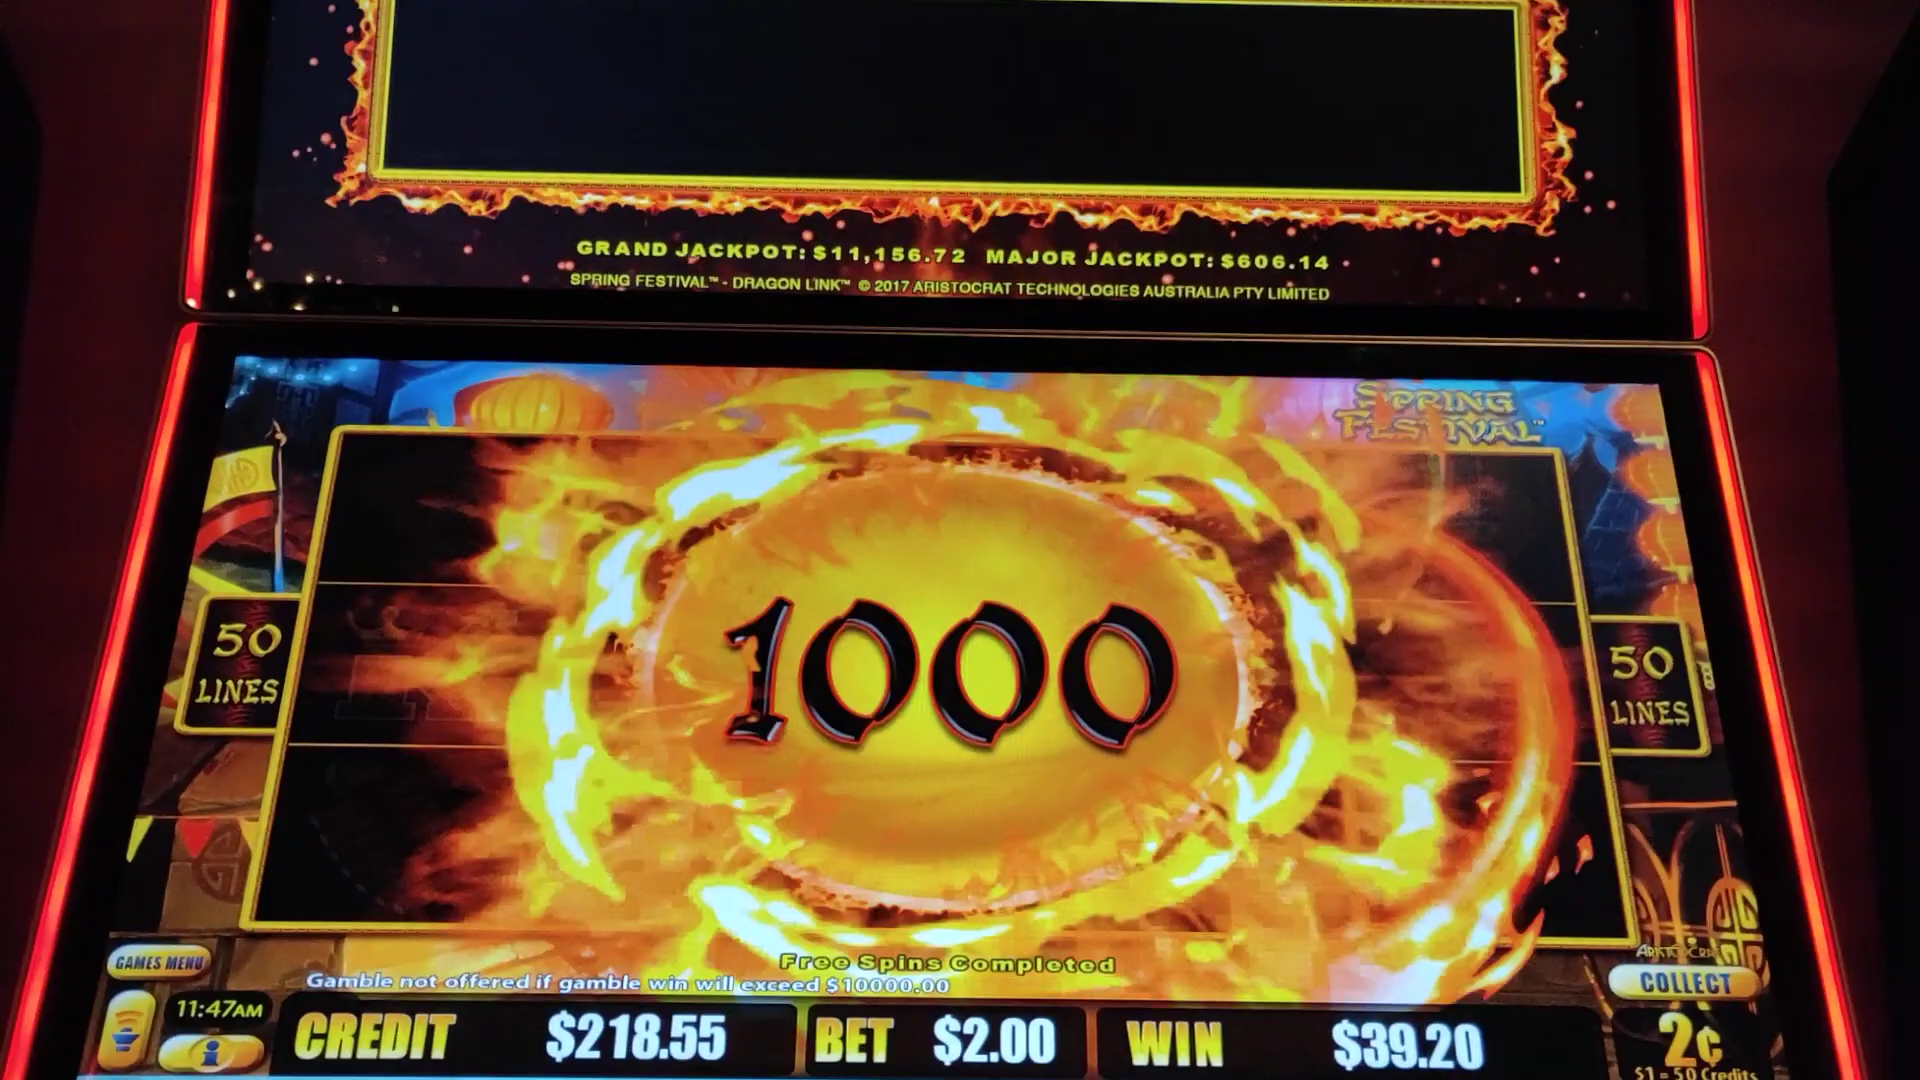 GRAND JACKPOT: $11,156.72 MAJOR JACKPOT: $606.14
SPRING FESTIVAL™ - DRAGON LINK™ © 2017 ARISTOCRAT TECHNOLOGIES AUSTRALIA PTY LIMITED
SPRING
FESTIVAL™
50
LINES
1000
50
LINES
Free Spins Completed
Gamble not offered if gamble win will exceed $10000.00
GAMES MENU
COLLECT
11:47AM
CREDIT $218.55
BET $2.00
WIN $39.20
2¢
$1 = 50 Credits